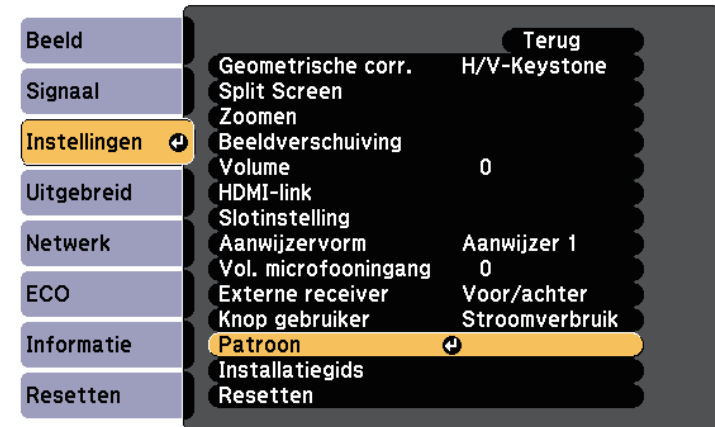 Beeld
Signaal
Instellingen
Uitgebreid
Netwerk
ECO
Informatie
Resetten
Terug
Geometrische corr. H/V-Keystone
Split Screen
Zoomen
Beeldverschuiving
Volume 0
HDMI-link
Slotinstelling
Aanwijzervorm Aanwijzer 1
Vol. microfooningang 0
Externe receiver Voor/achter
Knop gebruiker Stroomverbruik
Patroon
Installatiegids
Resetten